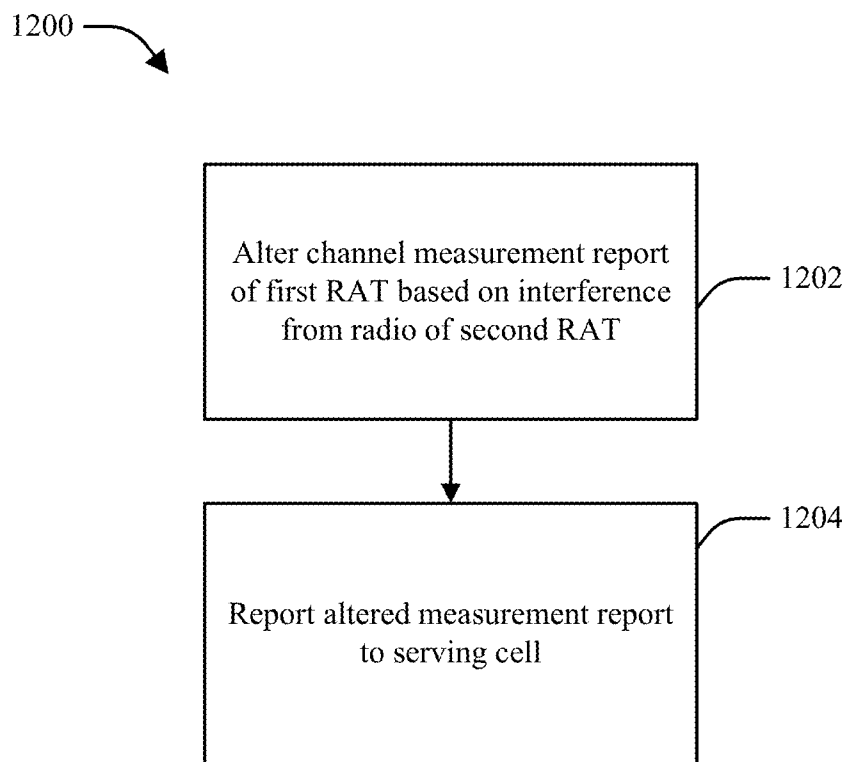 1200
Alter channel measurement report
of first RAT based on interference
from radio of second RAT
1202
1204
Report altered measurement report
to serving cell